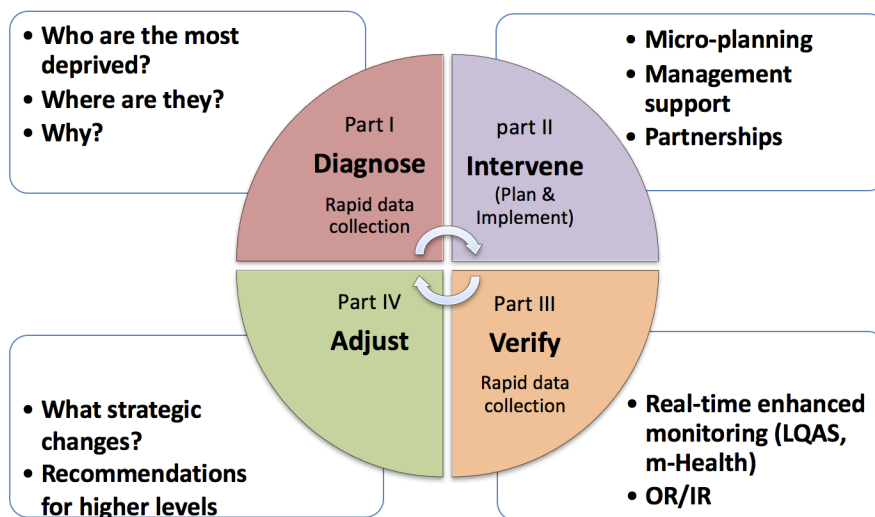 • Who are the most
deprived?
• Where are they?
• Why?
Part I
Diagnose
Rapid data
collection
part II
Intervene
(Plan &
Implement)
• Micro-planning
• Management
support
• Partnerships
Part IV
Adjust
Part III
Verify
Rapid data
collection
• What strategic
changes?
• Recommendations
for higher levels
• Real-time enhanced
monitoring (LQAS,
m-Health)
• OR/IR